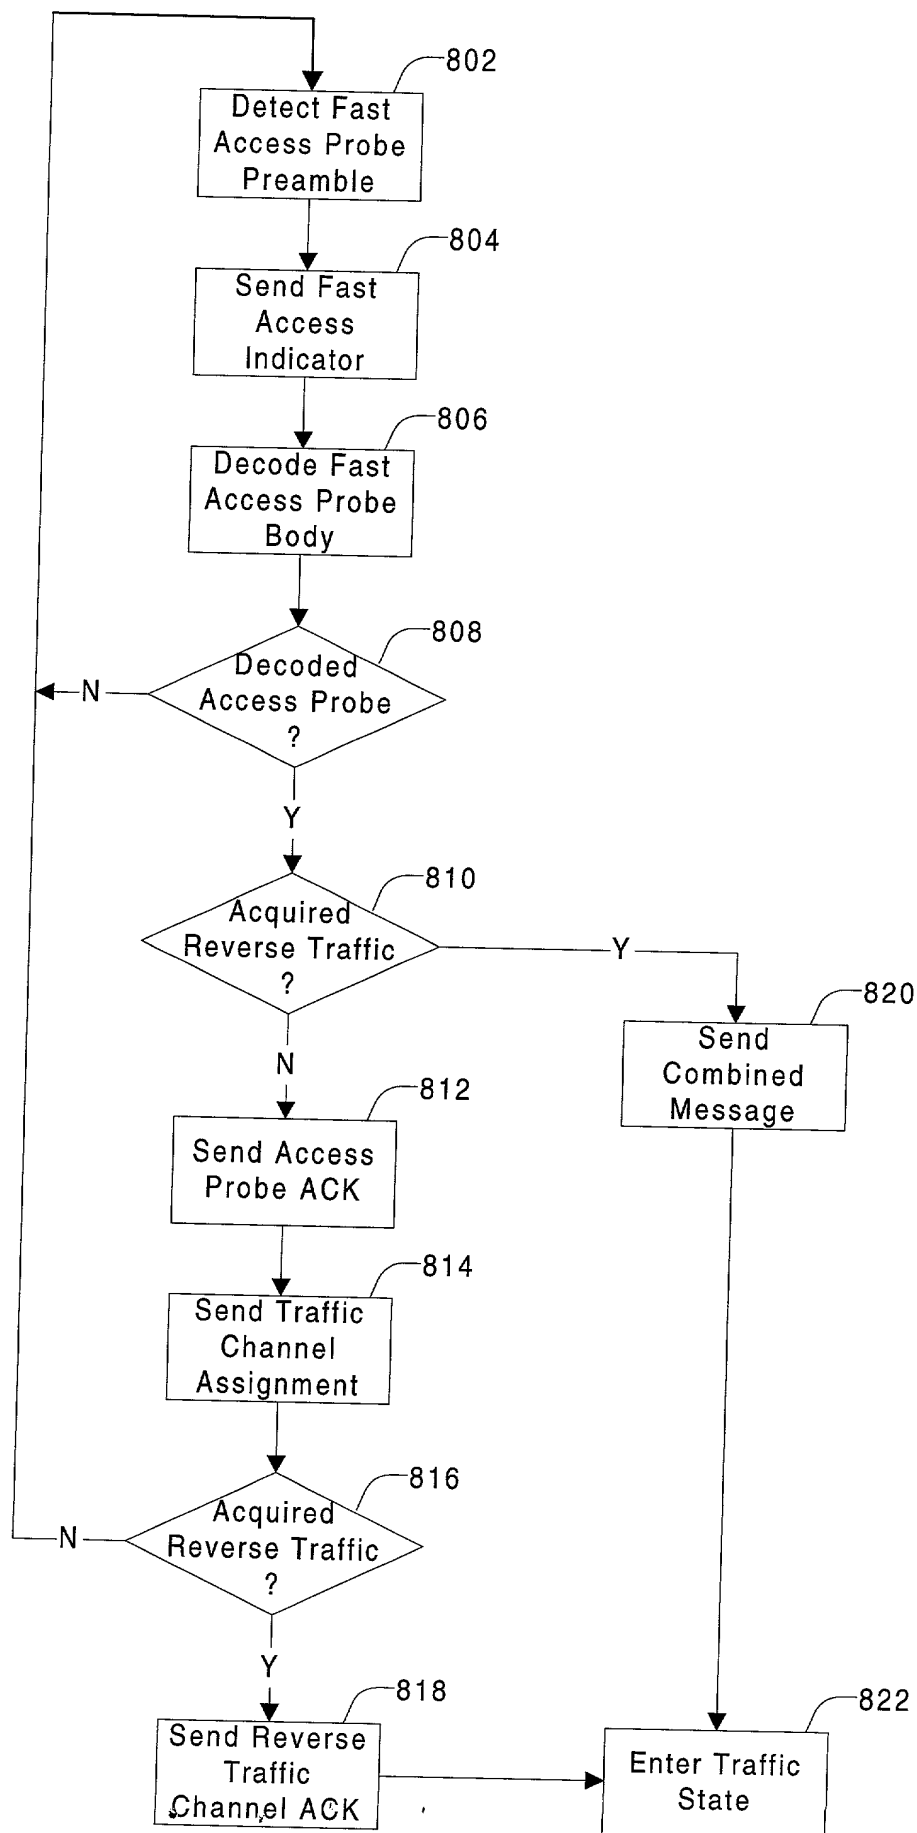 802
Detect Fast
Access Probe
Preamble
804
Send Fast
Access
Indicator
806
Decode Fast
Access Probe
Body
808
Decoded
Access Probe
?
N
Y
810
Acquired
Reverse Traffic
?
Y
820
Send
Combined
Message
N
812
Send Access
Probe ACK
814
Send Traffic
Channel
Assignment
816
Acquired
Reverse Traffic
?
N
Y
818
Send Reverse
Traffic
Channel ACK
822
Enter Traffic
State